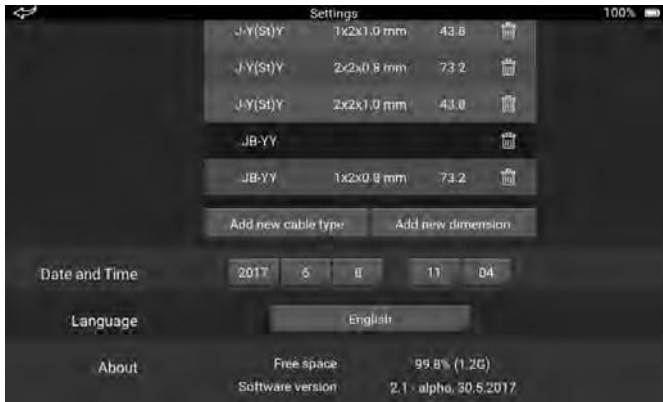 Settings 100%
J-Y(St)Y 1x2x1.0 mm 43.8
J-Y(St)Y 2x2x0.8 mm 73.2
J-Y(St)Y 2x2x1.0 mm 43.8
JB-YY
JB-YY 1x2x0.8 mm 73.2
Add new cable type Add new dimension
Date and Time 2017 6 8 11 04
Language English
About Free space 99.8% (1.2G)
Software version 2.1 - alpha, 30.5.2017